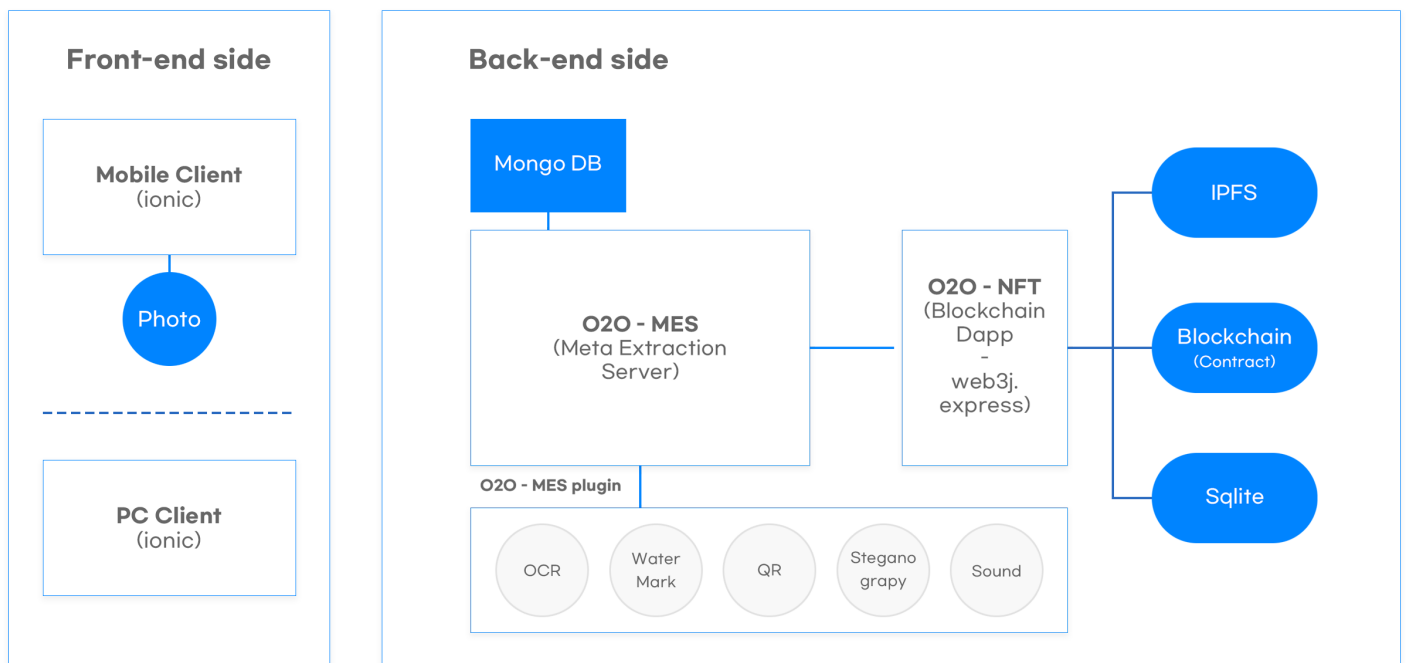 Front-end side
Mobile Client
(ionic)
Photo
PC Client
(ionic)
Back-end side
Mongo DB
O2O - MES
(Meta Extraction
Server)
O2O - NFT
(Blockchain
Dapp
-
web3j.
express)
IPFS
Blockchain
(Contract)
Sqlite
O2O - MES plugin
OCR
Water
Mark
QR
Stegano
grapy
Sound